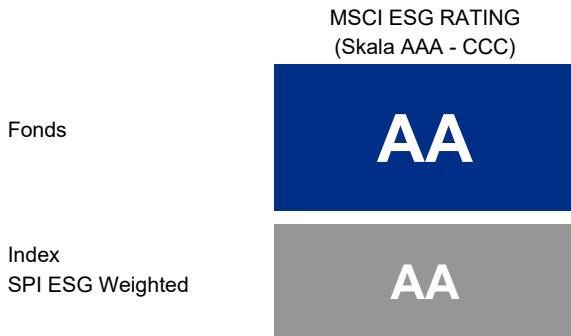 MSCI ESG RATING
(Skala AAA - CCC)
Fonds
AA
Index
SPI ESG Weighted
AA